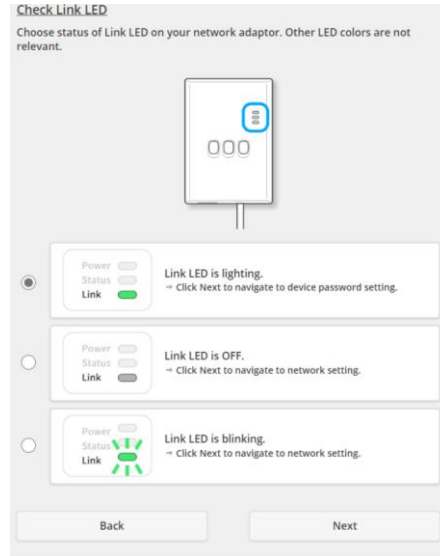 Check Link LED
Choose status of Link LED on your network adaptor. Other LED colors are not
relevant.
Power
Status
Link
Link LED is lighting.
→ Click Next to navigate to device password setting.
Power
Status
Link
Link LED is OFF.
→ Click Next to navigate to network setting.
Power
Status
Link
Link LED is blinking.
→ Click Next to navigate to network setting.
Back
Next